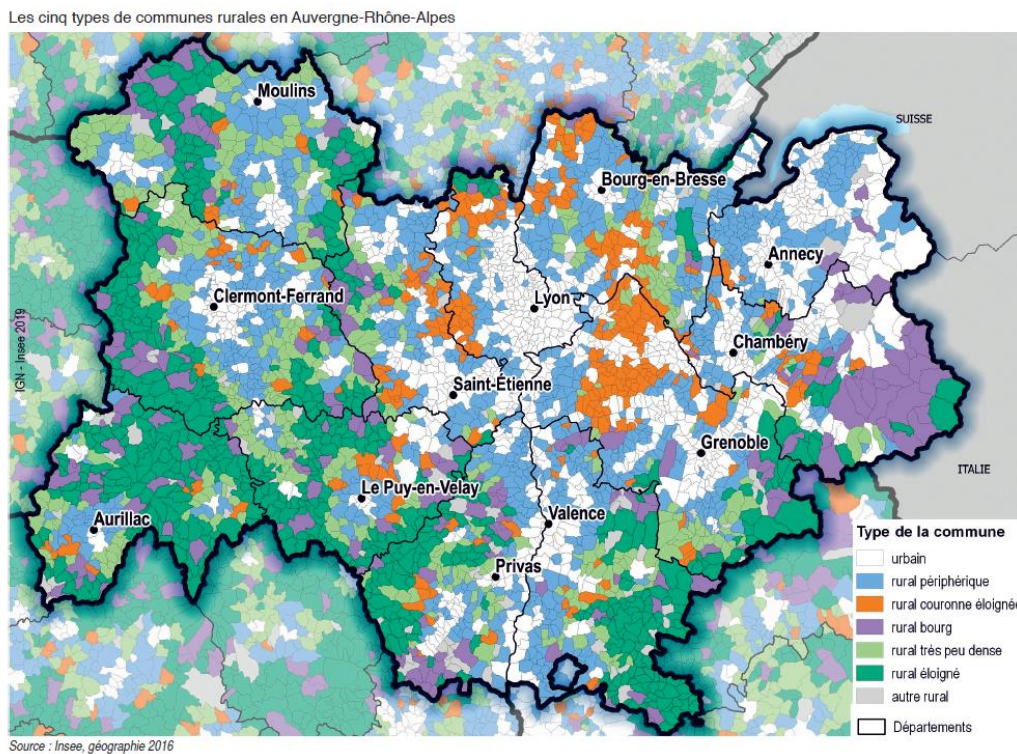 Les cinq types de communes rurales en Auvergne-Rhône-Alpes
Moulins
SUISSE
Bourg-en-Bresse
Annecy
Clermont-Ferrand
Lyon
IGN - Insee 2019
Chambéry
Saint-Étienne
Grenoble
ITALIE
Le Puy-en-Velay
Aurillac
Valence
Privas
Type de la commune
urbain
rural périphérique
rural couronne éloignée
rural bourg
rural très peu dense
rural éloigné
autre rural
Départements
Source : Insee, géographie 2016